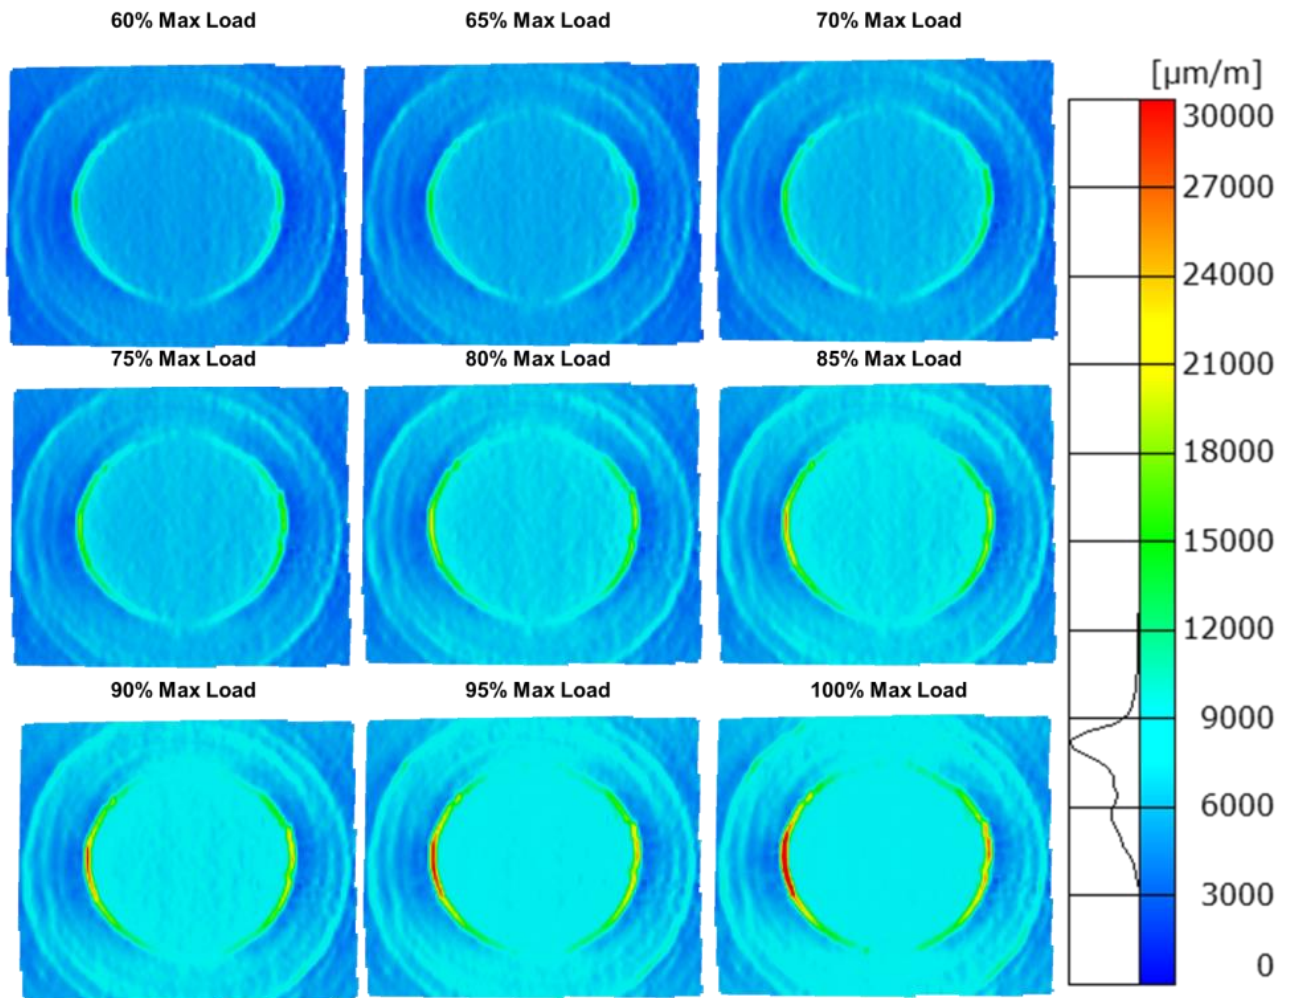 60% Max Load
65% Max Load
70% Max Load
[µm/m]
30000
27000
24000
21000
18000
15000
12000
9000
6000
3000
0
75% Max Load
80% Max Load
85% Max Load
90% Max Load
95% Max Load
100% Max Load